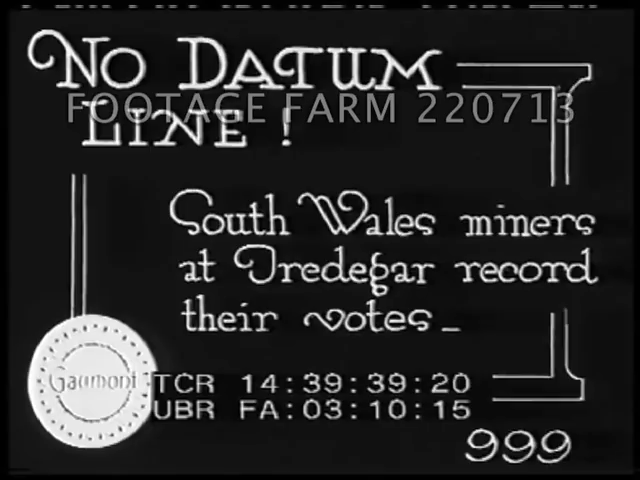 NO DATUM
FOOTAGE FARM 220713
LINE !
South Wales miners
at Tredegar record
their votes_
Gaumont
TCR 14:39:39:20
UBR FA:03:10:15
999